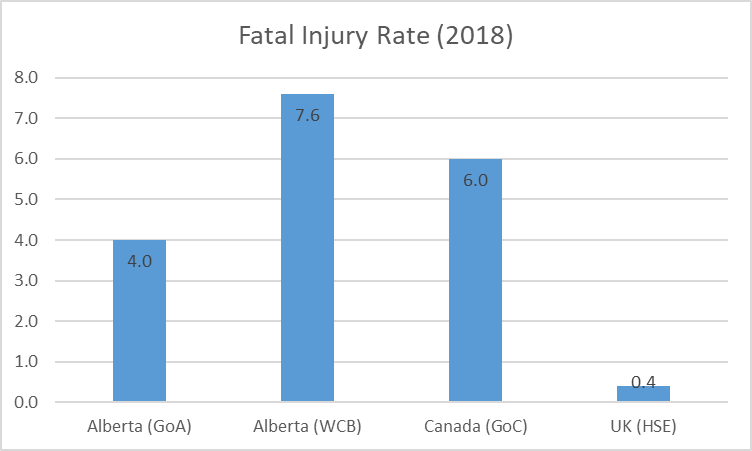 Fatal Injury Rate (2018)
8.0
7.0
6.0
5.0
4.0
3.0
2.0
1.0
0.0
4.0
7.6
6.0
0.4
Alberta (GoA)
Alberta (WCB)
Canada (GoC)
UK (HSE)